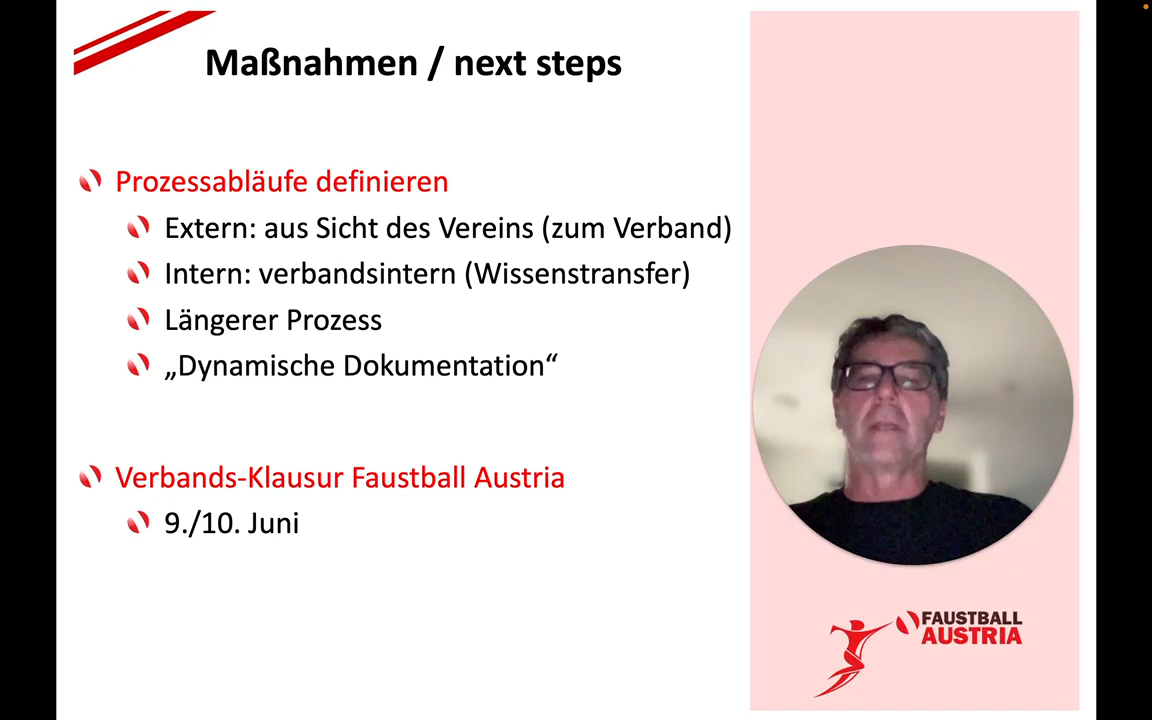 Maßnahmen / next steps
Prozessabläufe definieren
Extern: aus Sicht des Vereins (zum Verband)
Intern: verbandsintern (Wissenstransfer)
Längerer Prozess
„Dynamische Dokumentation“
Verbands-Klausur Faustball Austria
9./10. Juni
FAUSTBALL
AUSTRIA